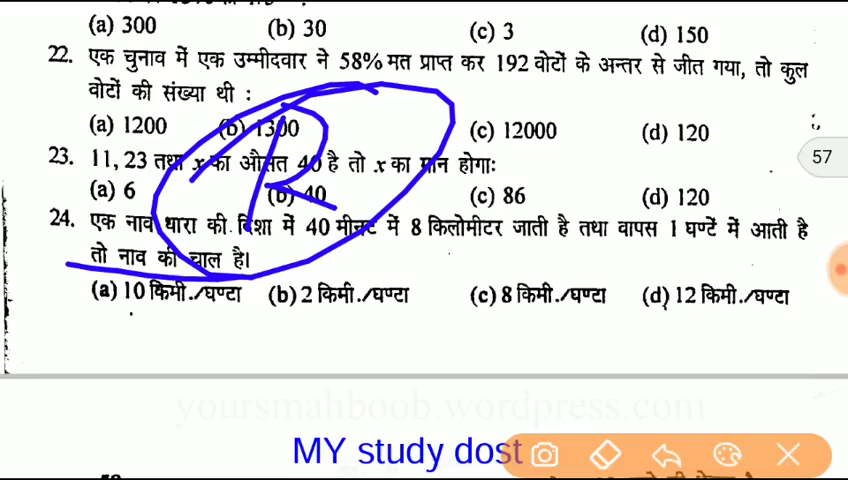 (a) 300 (b) 30 (c) 3 (d) 150
22. एक चुनाव में एक उम्मीदवार ने 58% मत प्राप्त कर 192 वोटों के अन्तर से जीत गया, तो कुल
वोटों की संख्या थी :
(a) 1200 (b) 1300 (c) 12000 (d) 120
57
23. 11, 23 तथा x का औसत 40 है तो x का मान होगाः
(a) 6 (b) 40 (c) 86 (d) 120
R
24. एक नाव धारा की दिशा में 40 मीनट में 8 किलोमीटर जाती है तथा वापस 1 घण्टें में आती है
तो नाव की चाल है।
(a) 10 किमी./घण्टा (b) 2 किमी./घण्टा (c) 8 किमी./घण्टा (d) 12 किमी./घण्टा
yoursmahboob.wordpress.com
MY study dost